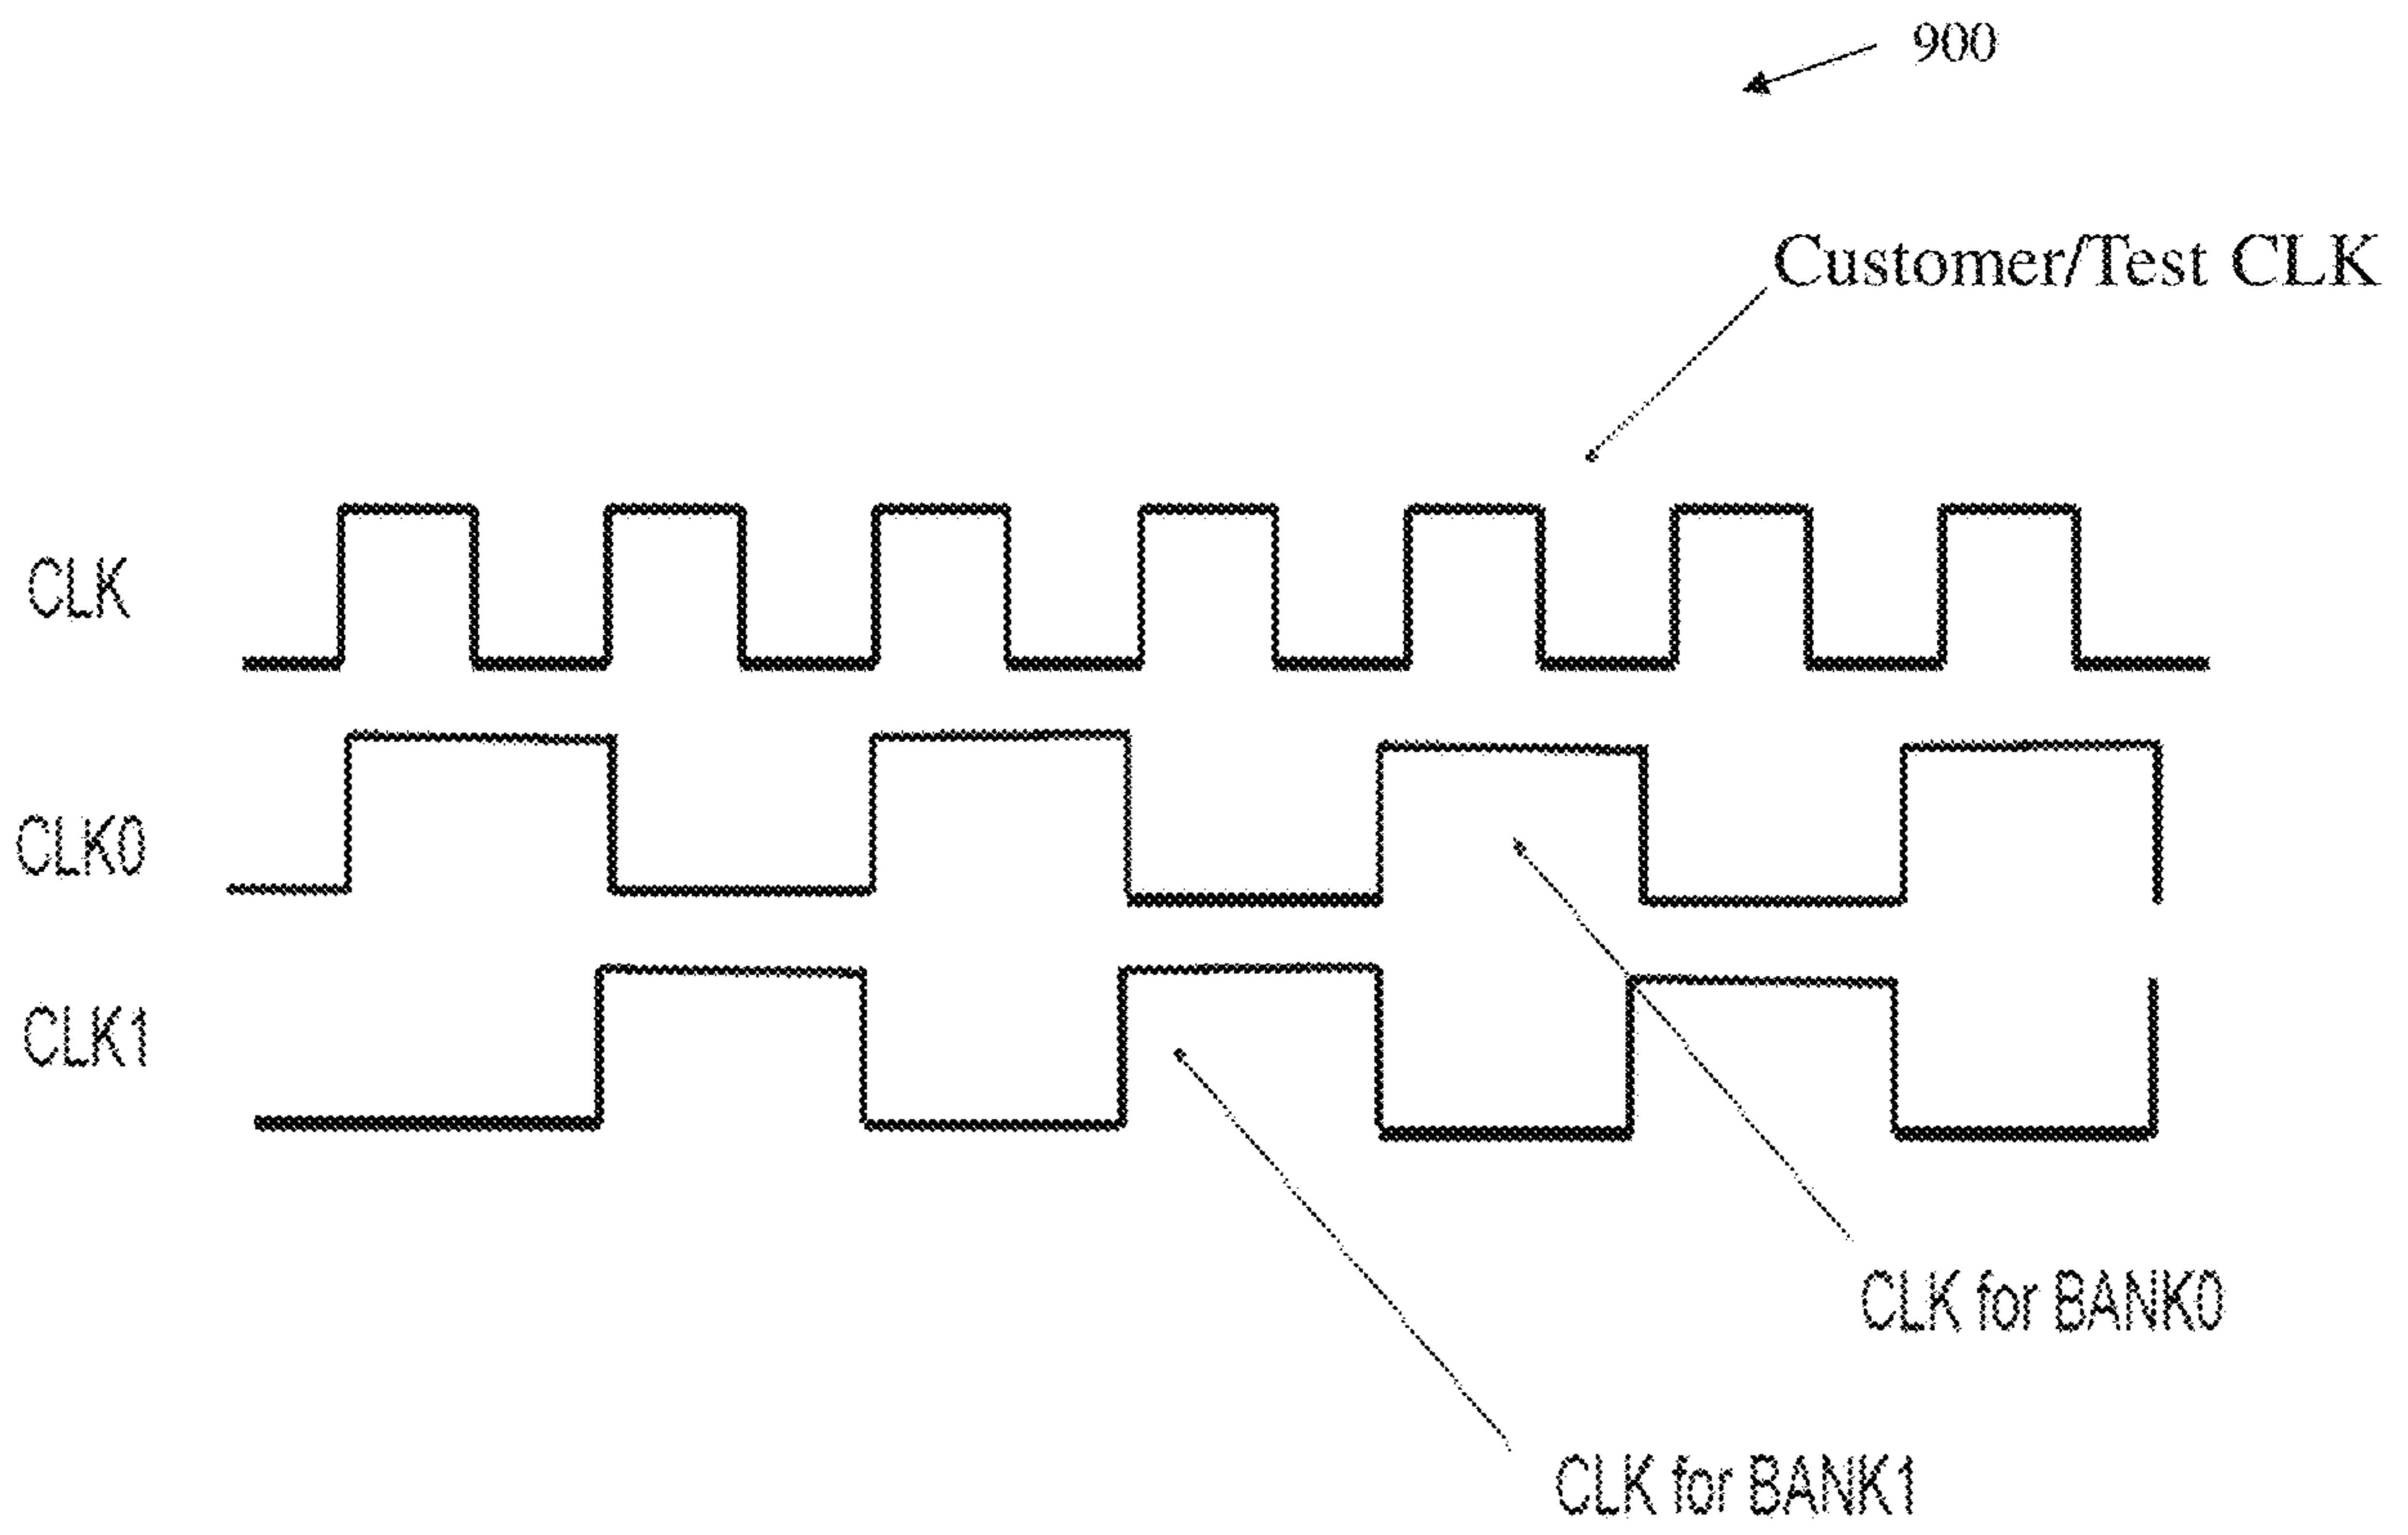 900
Customer/Test CLK
CLK
CLK0
CLK1
CLK for BANK0
CLK for BANK1